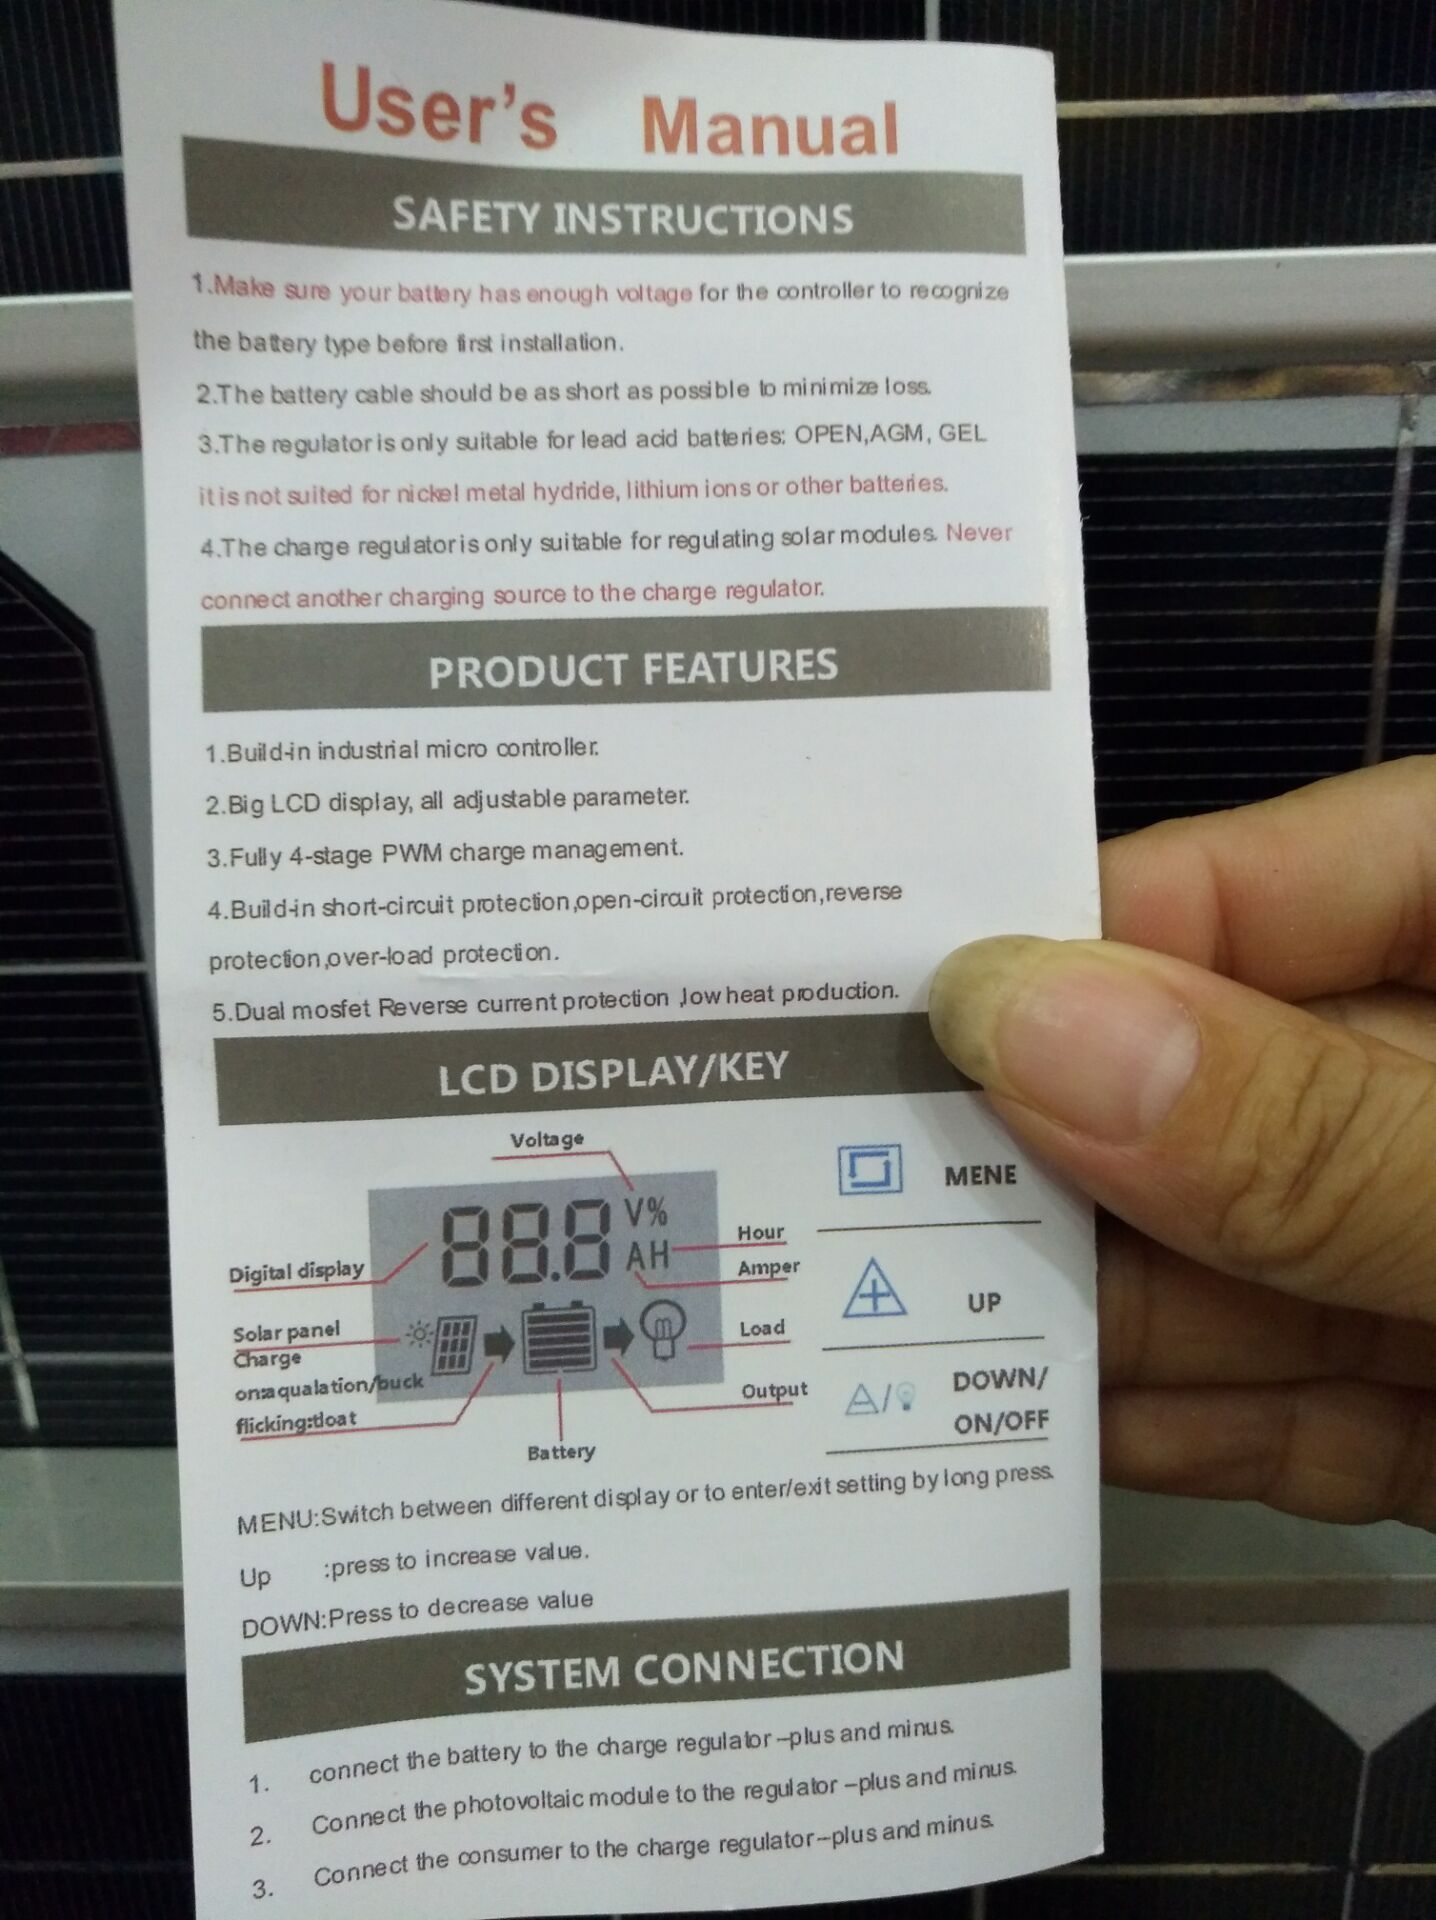 User's Manual
SAFETY INSTRUCTIONS
1.Make sure your battery has enough voltage for the controller to recognize
the battery type before first installation.
2.The battery cable should be as short as possible to minimize loss.
3.The regulator is only suitable for lead acid batteries: OPEN,AGM, GEL
it is not suited for nickel metal hydride, lithium ions or other batteries.
4.The charge regulator is only suitable for regulating solar modules. Never
connect another charging source to the charge regulator.
PRODUCT FEATURES
1.Build-in industrial micro controller.
2.Big LCD display, all adjustable parameter.
3.Fully 4-stage PWM charge management.
4.Build-in short-circuit protection,open-circuit protection,reverse
protection,over-load protection.
5.Dual mosfet Reverse current protection ,low heat production.
LCD DISPLAY/KEY
Voltage
88.8 V%
AH
Hour
Amper
Digital display
Solar panel
Charge
on:aqualation/buck
flicking:tloat
Load
Output
Battery
MENE
UP
DOWN/
ON/OFF
MENU:Switch between different display or to enter/exit setting by long press.
Up :press to increase value.
DOWN:Press to decrease value
SYSTEM CONNECTION
1. connect the battery to the charge regulator –plus and minus.
2. Connect the photovoltaic module to the regulator –plus and minus.
3. Connect the consumer to the charge regulator –plus and minus.